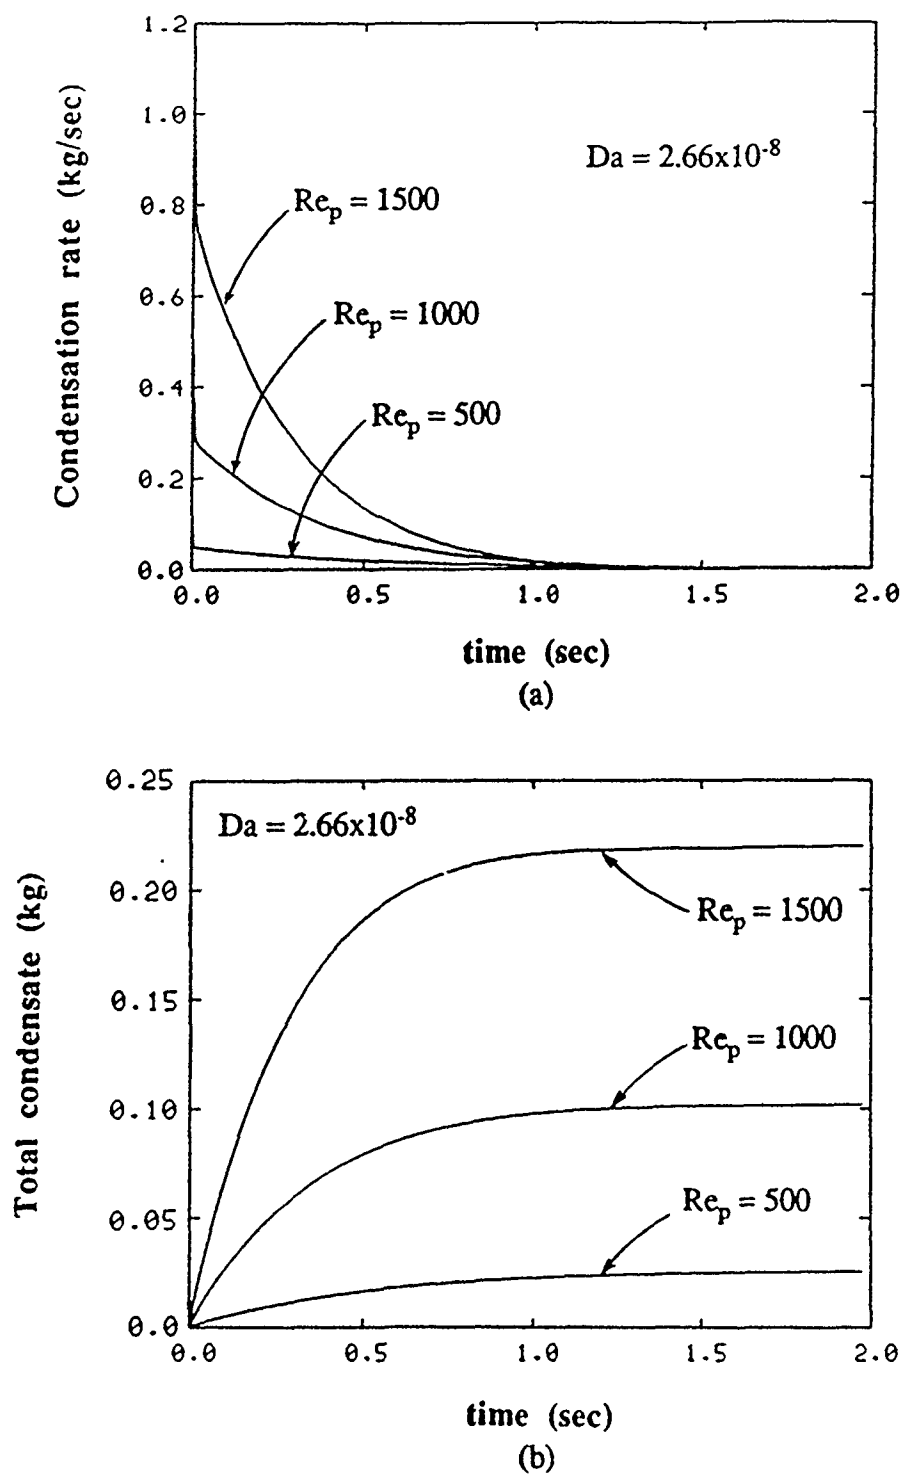 1.2
1.0
0.8
0.6
0.4
0.2
0.0
Condensation rate (kg/sec)
Da = 2.66x10⁻⁸
Reₚ = 1500
Reₚ = 1000
Reₚ = 500
0.0 0.5 1.0 1.5 2.0
time (sec)
(a)
0.25
0.20
0.15
0.10
0.05
0.0
Total condensate (kg)
Da = 2.66x10⁻⁸
Reₚ = 1500
Reₚ = 1000
Reₚ = 500
0.0 0.5 1.0 1.5 2.0
time (sec)
(b)